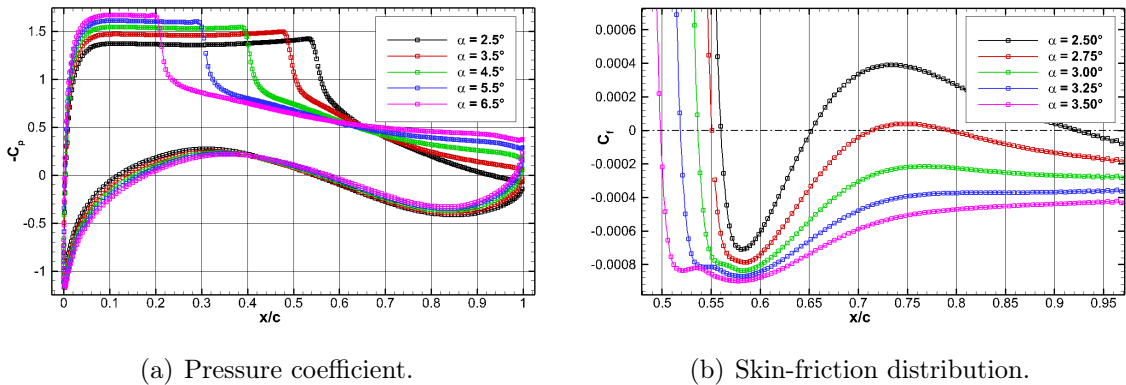 -Cp
1.5
1
0.5
0
-0.5
-1
α = 2.5°
α = 3.5°
α = 4.5°
α = 5.5°
α = 6.5°
0 0.1 0.2 0.3 0.4 0.5 0.6 0.7 0.8 0.9 1
x/c
(a) Pressure coefficient.
Cf
0.0006
0.0004
0.0002
0
-0.0002
-0.0004
-0.0006
-0.0008
α = 2.50°
α = 2.75°
α = 3.00°
α = 3.25°
α = 3.50°
0.5 0.55 0.6 0.65 0.7 0.75 0.8 0.85 0.9 0.95
x/c
(b) Skin-friction distribution.